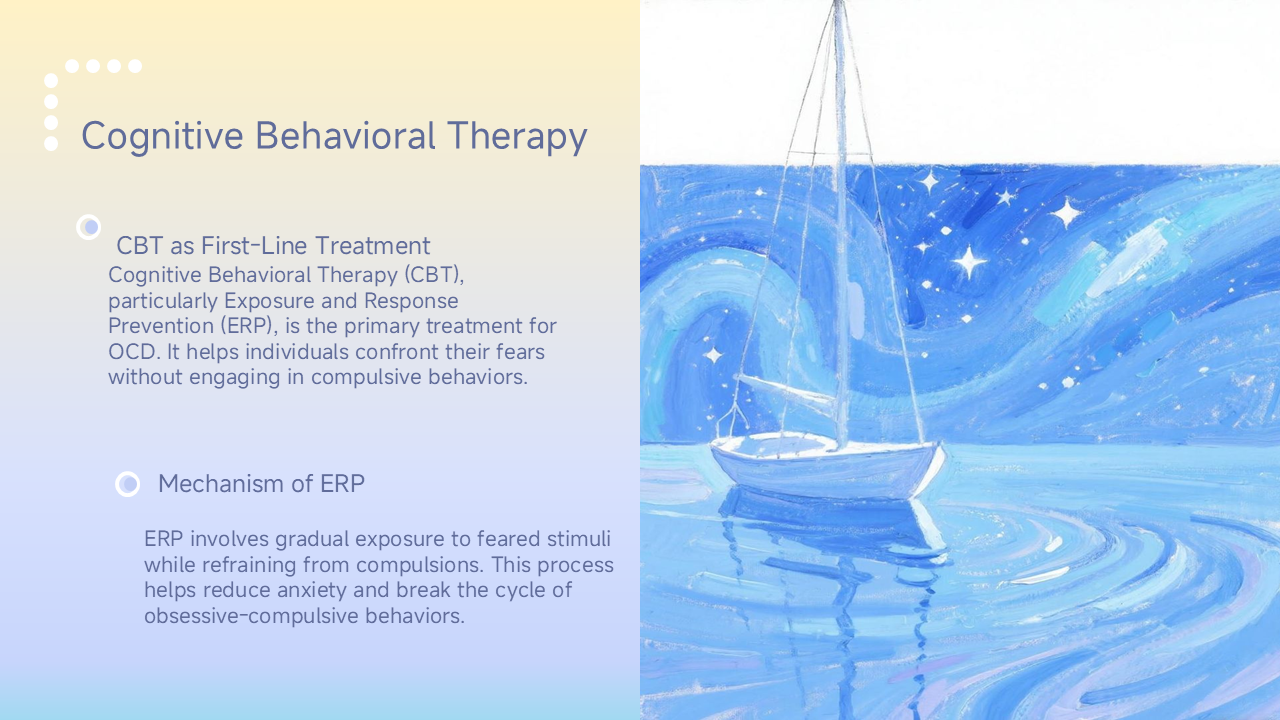 Cognitive Behavioral Therapy
CBT as First-Line Treatment
Cognitive Behavioral Therapy (CBT),
particularly Exposure and Response
Prevention (ERP), is the primary treatment for
OCD. It helps individuals confront their fears
without engaging in compulsive behaviors.
Mechanism of ERP
ERP involves gradual exposure to feared stimuli
while refraining from compulsions. This process
helps reduce anxiety and break the cycle of
obsessive-compulsive behaviors.